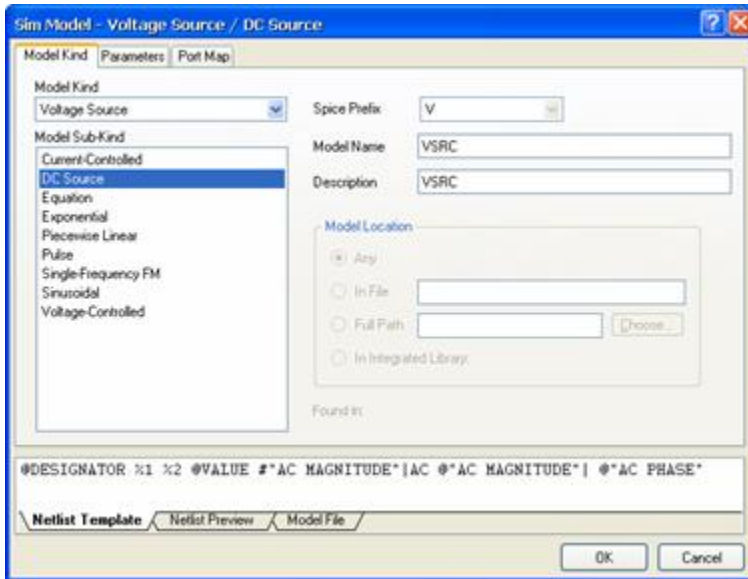 Sim Model - Voltage Source / DC Source
Model Kind Parameters Port Map
Model Kind
Voltage Source
Spice Prefix V
Model Sub-Kind
Model Name VSRC
Current-Controlled
DC Source
Description VSRC
Equation
Exponential
Piecewise Linear
Pulse
Single-Frequency FM
Sinusoidal
Voltage-Controlled
Model Location
Any
In File
Full Path Choose...
In Integrated Library
Found in:
@DESIGNATOR %1 %2 @VALUE #"AC MAGNITUDE"|AC @"AC MAGNITUDE"| @"AC PHASE"
Netlist Template Netlist Preview Model File
OK Cancel